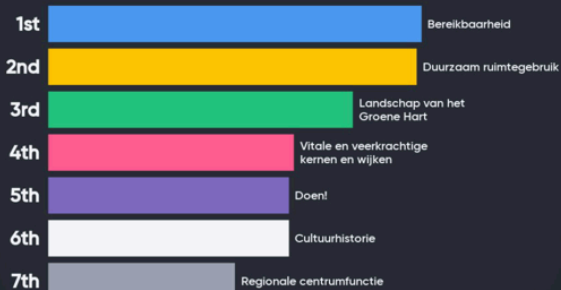 1st Bereikbaarheid
2nd Duurzaam ruimtegebruik
3rd Landschap van het
Groene Hart
4th Vitale en veerkrachtige
kernen en wijken
5th Doen!
6th Cultuurhistorie
7th Regionale centrumfunctie